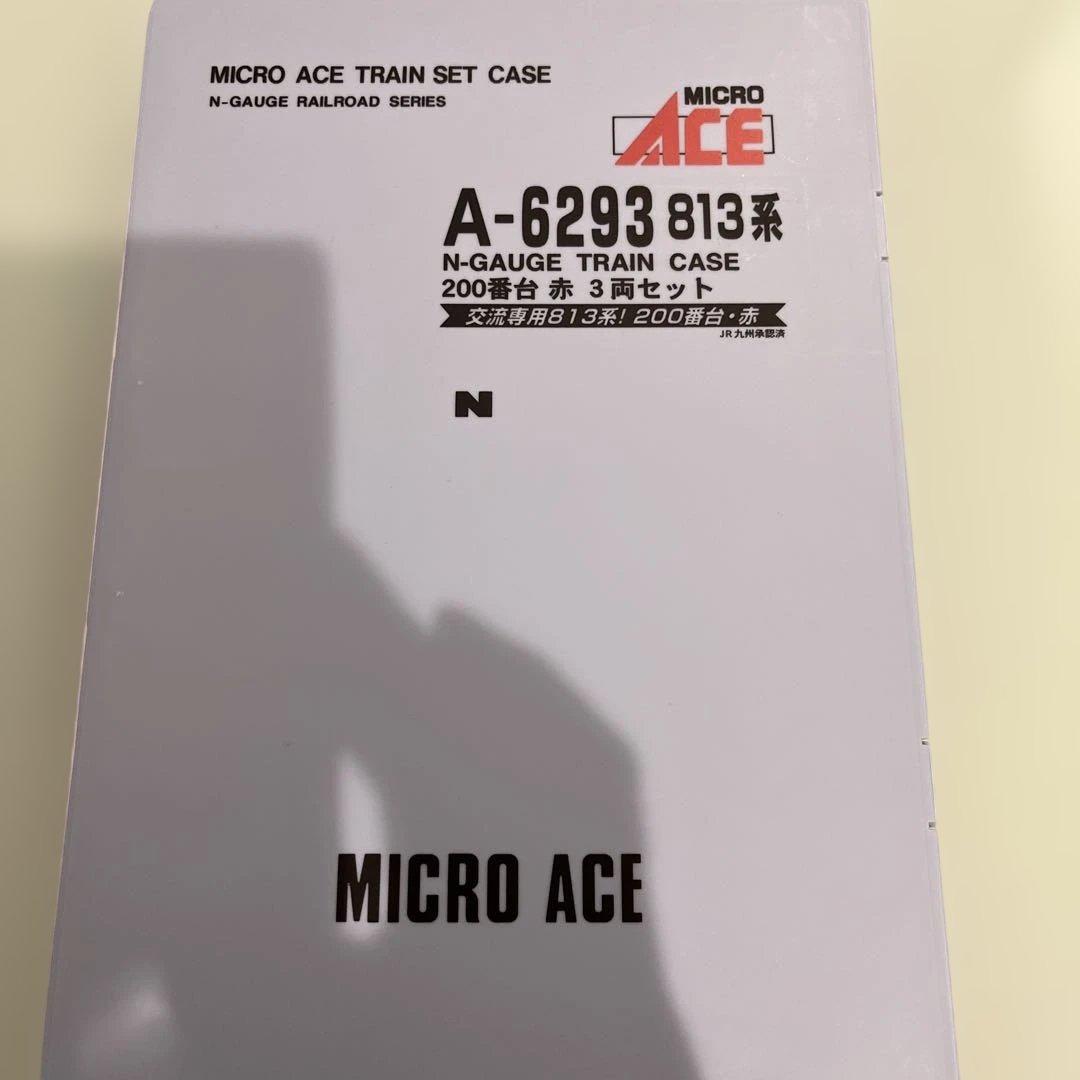 MICRO ACE TRAIN SET CASE
N-GAUGE RAILROAD SERIES
MICRO
ACE
A-6293 813系
N-GAUGE TRAIN CASE
200番台 赤 3両セット
交流専用813系! 200番台・赤
JR九州承認済
N
MICRO ACE